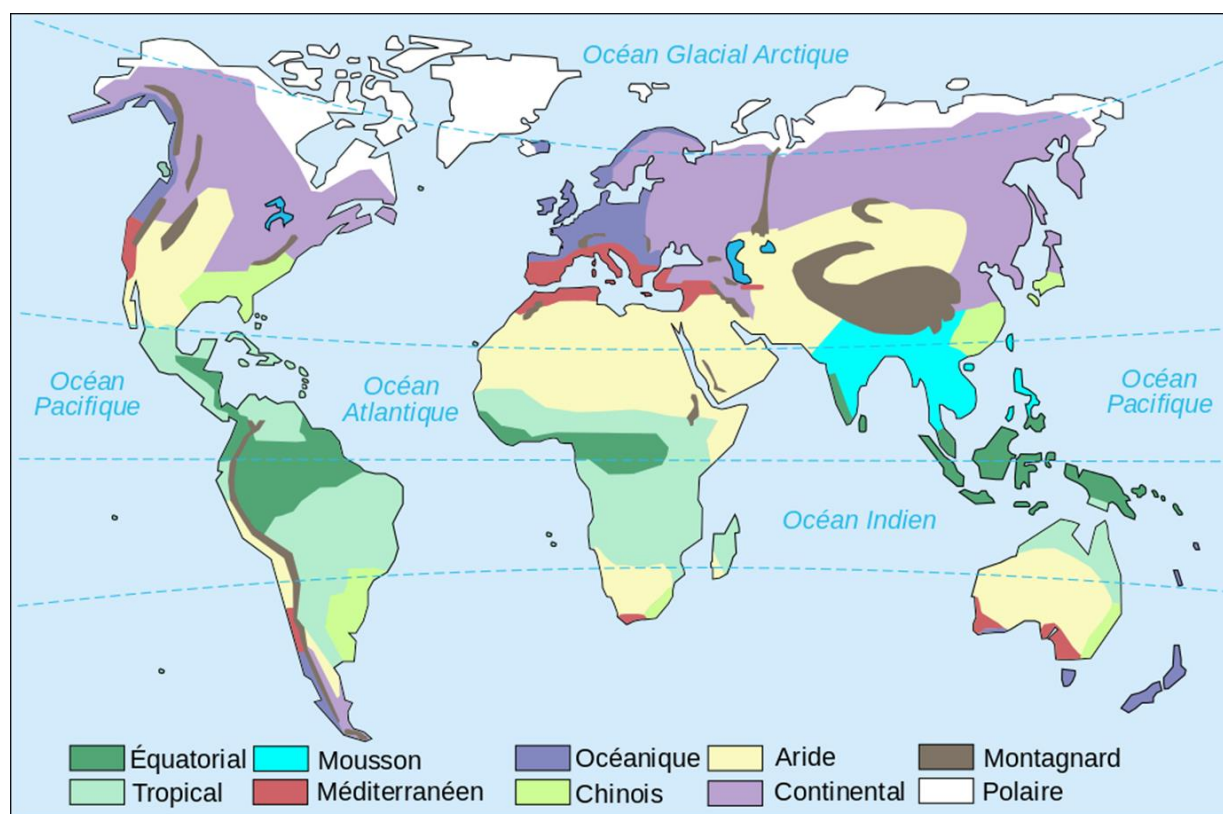 Océan Glacial Arctique
Océan
Pacifique
Océan
Atlantique
Océan
Pacifique
Océan Indien
Équatorial
Mousson
Océanique
Aride
Montagnard
Tropical
Méditerranéen
Chinois
Continental
Polaire